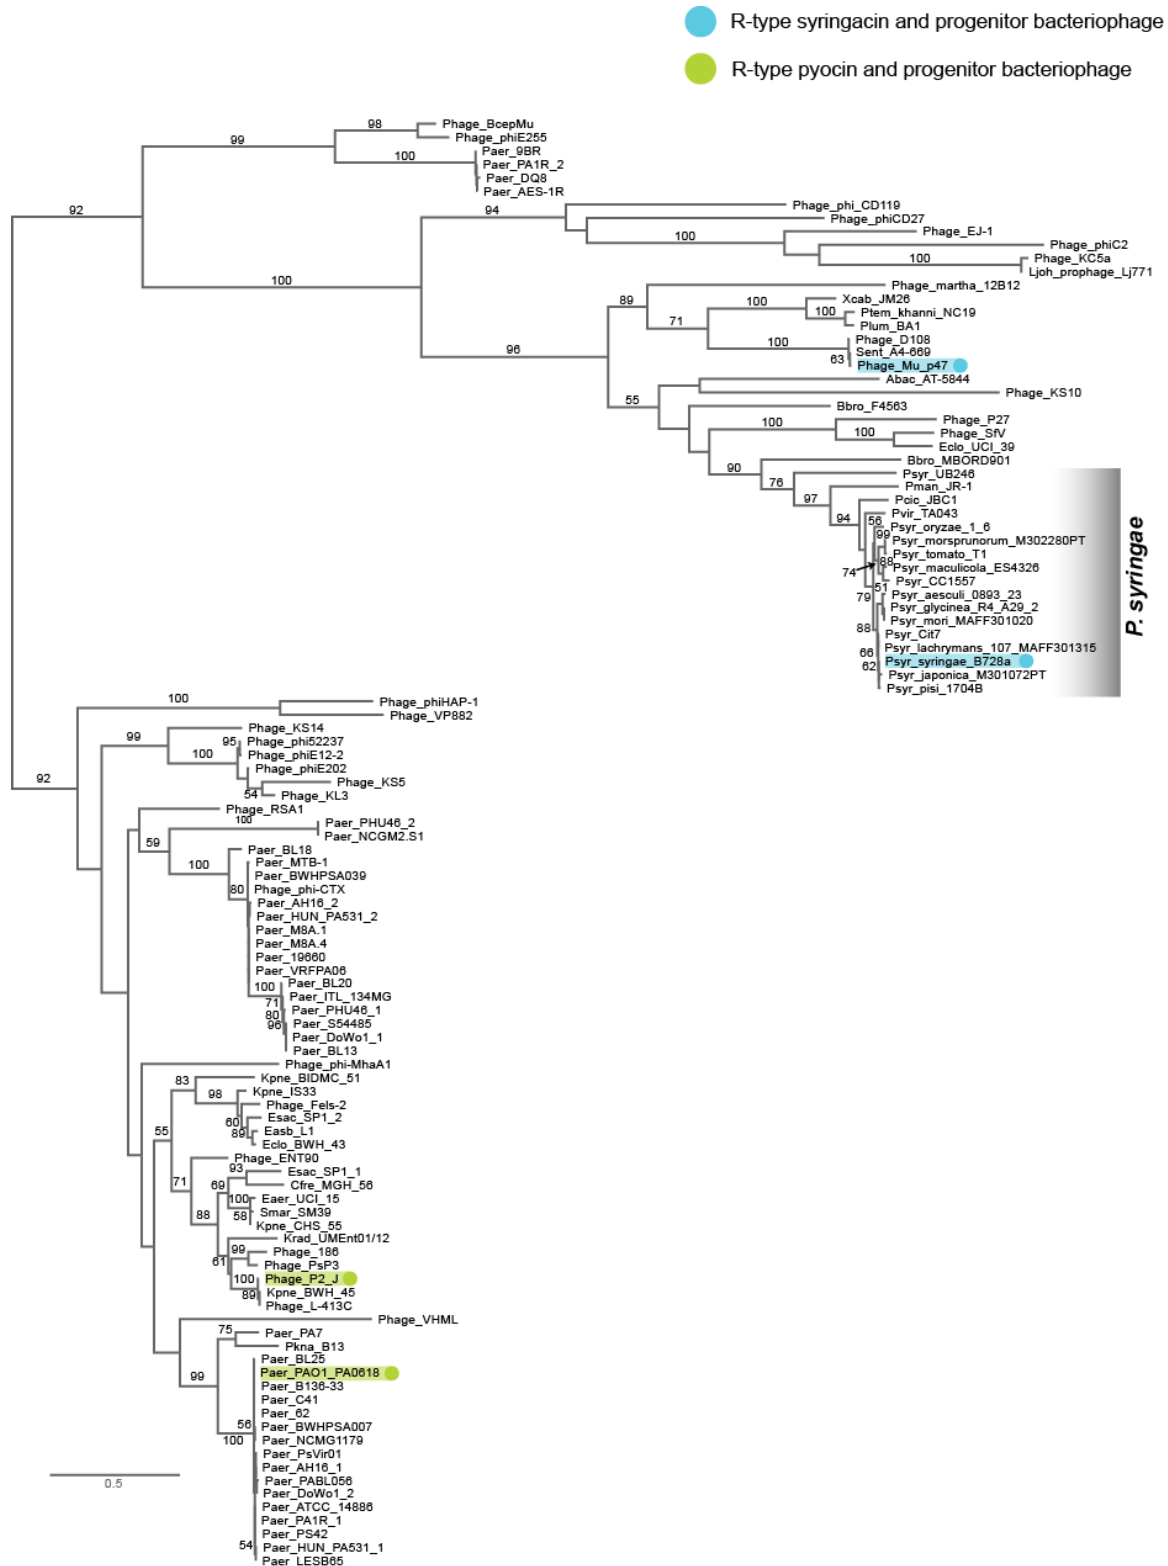 R-type syringacin and progenitor bacteriophage
R-type pyocin and progenitor bacteriophage
98
Phage_BcepMu
99
Phage_phiE255
100
Paer_9BR
Paer_PA1R_2
Paer_DQ8
Paer_AES-1R
92
94
Phage_phi_CD119
Phage_phiCD27
100
Phage_EJ-1
Phage_phiC2
100
Phage_KC5a
Ljoh_prophage_Lj771
100
Phage_martha_12B12
89
100
Xcab_JM26
100
Ptem_khanni_NC19
71
Plum_BA1
100
Phage_D108
96
Sent_A4-669
63
Phage_Mu_p47
Abac_AT-5844
Phage_KS10
55
Bbro_F4563
100
Phage_P27
100
Phage_SfV
Eclo_UCI_39
90
Bbro_MBORD901
76
Psyr_UB246
97
Pman_JR-1
Pcic_JBC1
94
Pvir_TA043
56
Psyr_oryzae_1_6
99
Psyr_morsprunorum_M302280PT
Psyr_tomato_T1
88
74
Psyr_maculicola_ES4326
51
Psyr_CC1557
79
Psyr_aesculi_0893_23
Psyr_glycinea_R4_A29_2
88
Psyr_mori_MAFF301020
Psyr_Cit7
66
Psyr_lachrymans_107_MAFF301315
62
Psyr_syringae_B728a
Psyr_japonica_M301072PT
Psyr_pisi_1704B
P. syringae
100
Phage_phiHAP-1
Phage_VP882
99
Phage_KS14
95
Phage_phi52237
100
Phage_phiE12-2
Phage_phiE202
92
Phage_KS5
54
Phage_KL3
Phage_RSA1
100
Paer_PHU46_2
59
Paer_NCGM2.S1
Paer_BL18
100
Paer_MTB-1
Paer_BWHPSA039
80
Phage_phi-CTX
Paer_AH16_2
Paer_HUN_PA531_2
Paer_M8A.1
Paer_M8A.4
Paer_19660
Paer_VRFPA06
100
Paer_BL20
71
Paer_ITL_134MG
80
Paer_PHU46_1
96
Paer_S54485
Paer_DoWo1_1
Paer_BL13
Phage_phi-MhaA1
83
Kpne_BIDMC_51
98
Kpne_IS33
Phage_Fels-2
60
Esac_SP1_2
55
89
Easb_L1
Eclo_BWH_43
Phage_ENT90
93
Esac_SP1_1
71
69
Cfre_MGH_56
100
Eaer_UCI_15
88
58
Smar_SM39
Kpne_CHS_55
Krad_UMEnt01/12
99
Phage_186
61
Phage_PsP3
100
Phage_P2_J
89
Kpne_BWH_45
Phage_L-413C
Phage_VHML
75
Paer_PA7
Pkna_B13
99
Paer_BL25
Paer_PAO1_PA0618
Paer_B136-33
Paer_C41
Paer_62
56
Paer_BWHPSA007
100
Paer_NCMG1179
Paer_PsVir01
Paer_AH16_1
0.5
Paer_PABL056
Paer_DoWo1_2
Paer_ATCC_14886
Paer_PA1R_1
Paer_PS42
54
Paer_HUN_PA531_1
Paer_LESB65